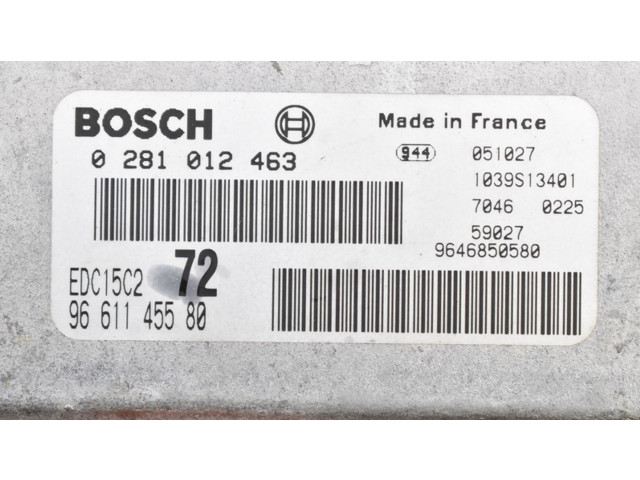 BOSCH
Made in France
0 281 012 463
944 051027
1039S13401
7046 0225
59027
9646850580
EDC15C2 72
96 611 455 80